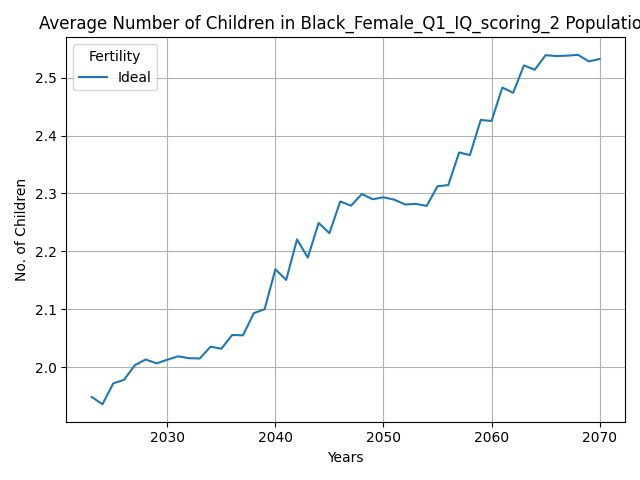 Average Number of Children in Black_Female_Q1_IQ_scoring_2 Populatio
Fertility
Ideal
2.5
2.4
2.3
2.2
2.1
2.0
No. of Children
2030 2040 2050 2060 2070
Years